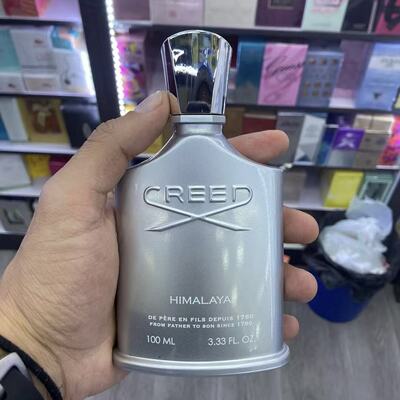 CREED
HIMALAYA
DE PÈRE EN FILS DEPUIS 1760
FROM FATHER TO SON SINCE 1760
100 ML 3.33 FL. OZ.